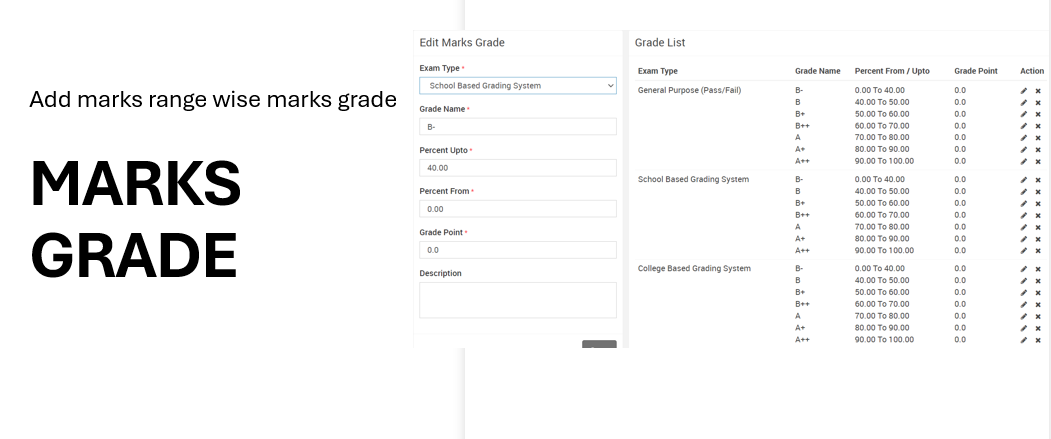 Add marks range wise marks grade
MARKS
GRADE
Edit Marks Grade
Exam Type *
School Based Grading System
Grade Name *
B-
Percent Upto *
40.00
Percent From *
0.00
Grade Point *
0.0
Description
Grade List
Exam Type Grade Name Percent From / Upto Grade Point Action
General Purpose (Pass/Fail) B- 0.00 To 40.00 0.0
B 40.00 To 50.00 0.0
B+ 50.00 To 60.00 0.0
B++ 60.00 To 70.00 0.0
A 70.00 To 80.00 0.0
A+ 80.00 To 90.00 0.0
A++ 90.00 To 100.00 0.0
School Based Grading System B- 0.00 To 40.00 0.0
B 40.00 To 50.00 0.0
B+ 50.00 To 60.00 0.0
B++ 60.00 To 70.00 0.0
A 70.00 To 80.00 0.0
A+ 80.00 To 90.00 0.0
A++ 90.00 To 100.00 0.0
College Based Grading System B- 0.00 To 40.00 0.0
B 40.00 To 50.00 0.0
B+ 50.00 To 60.00 0.0
B++ 60.00 To 70.00 0.0
A 70.00 To 80.00 0.0
A+ 80.00 To 90.00 0.0
A++ 90.00 To 100.00 0.0